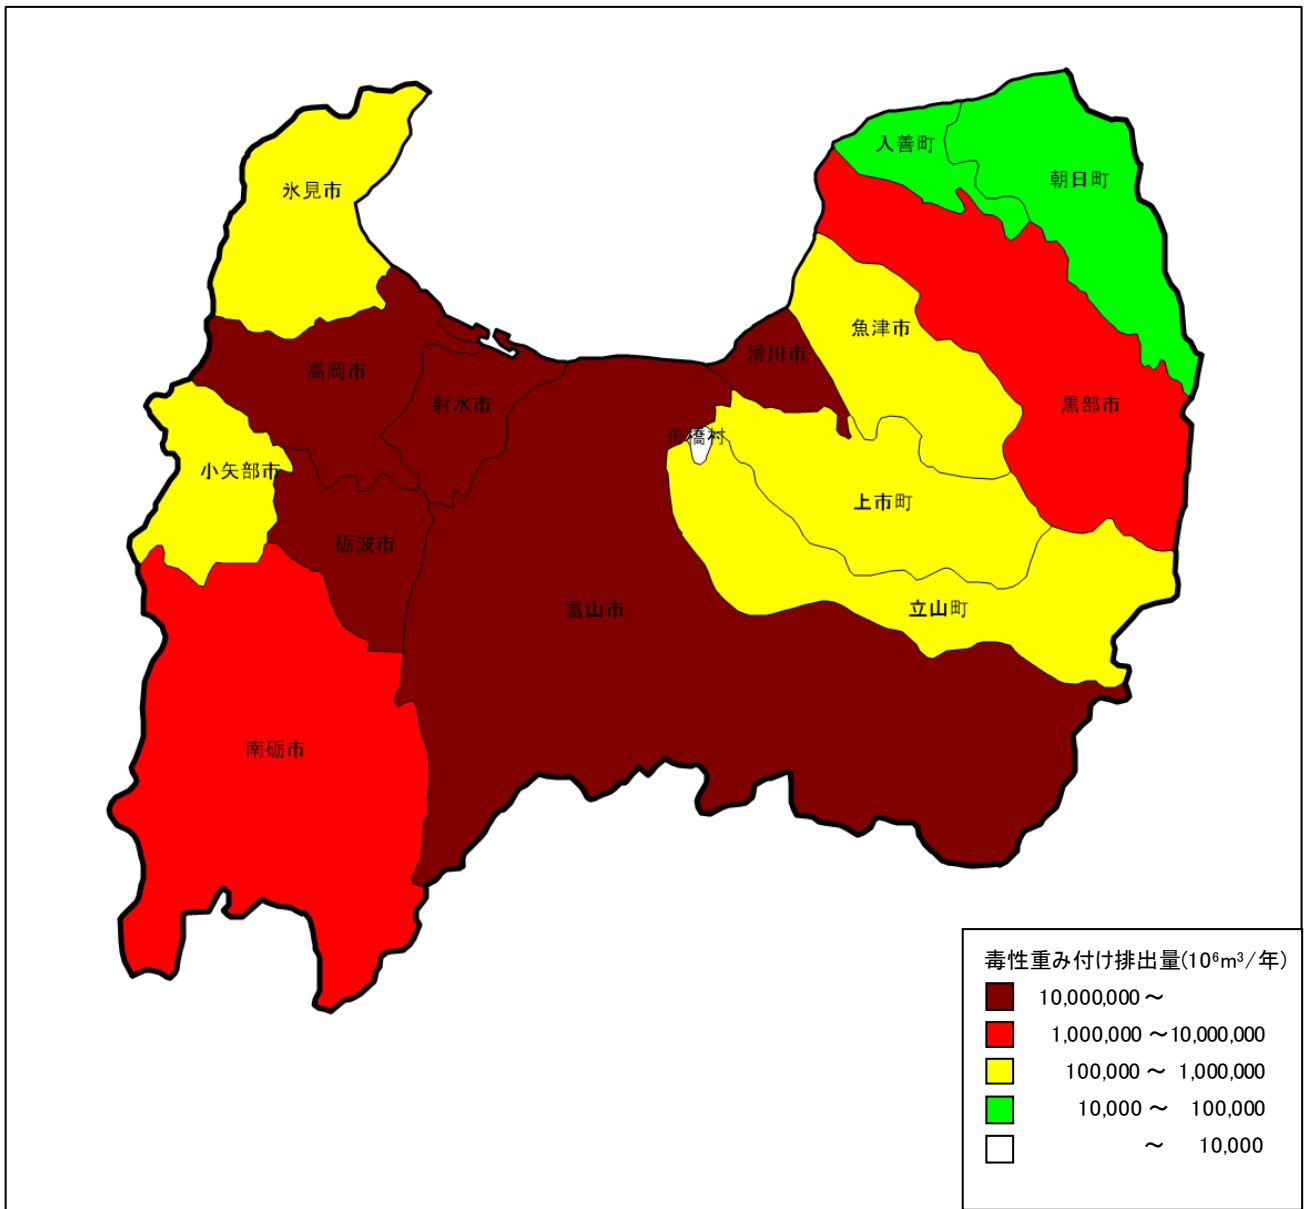 入善町
朝日町
氷見市
魚津市
滑川市
高岡市
射水市
黒部市
舟橋村
小矢部市
上市町
砺波市
富山市
立山町
南砺市
毒性重み付け排出量(10⁶m³/年)
10,000,000～
1,000,000～10,000,000
100,000～ 1,000,000
10,000～ 100,000
～ 10,000